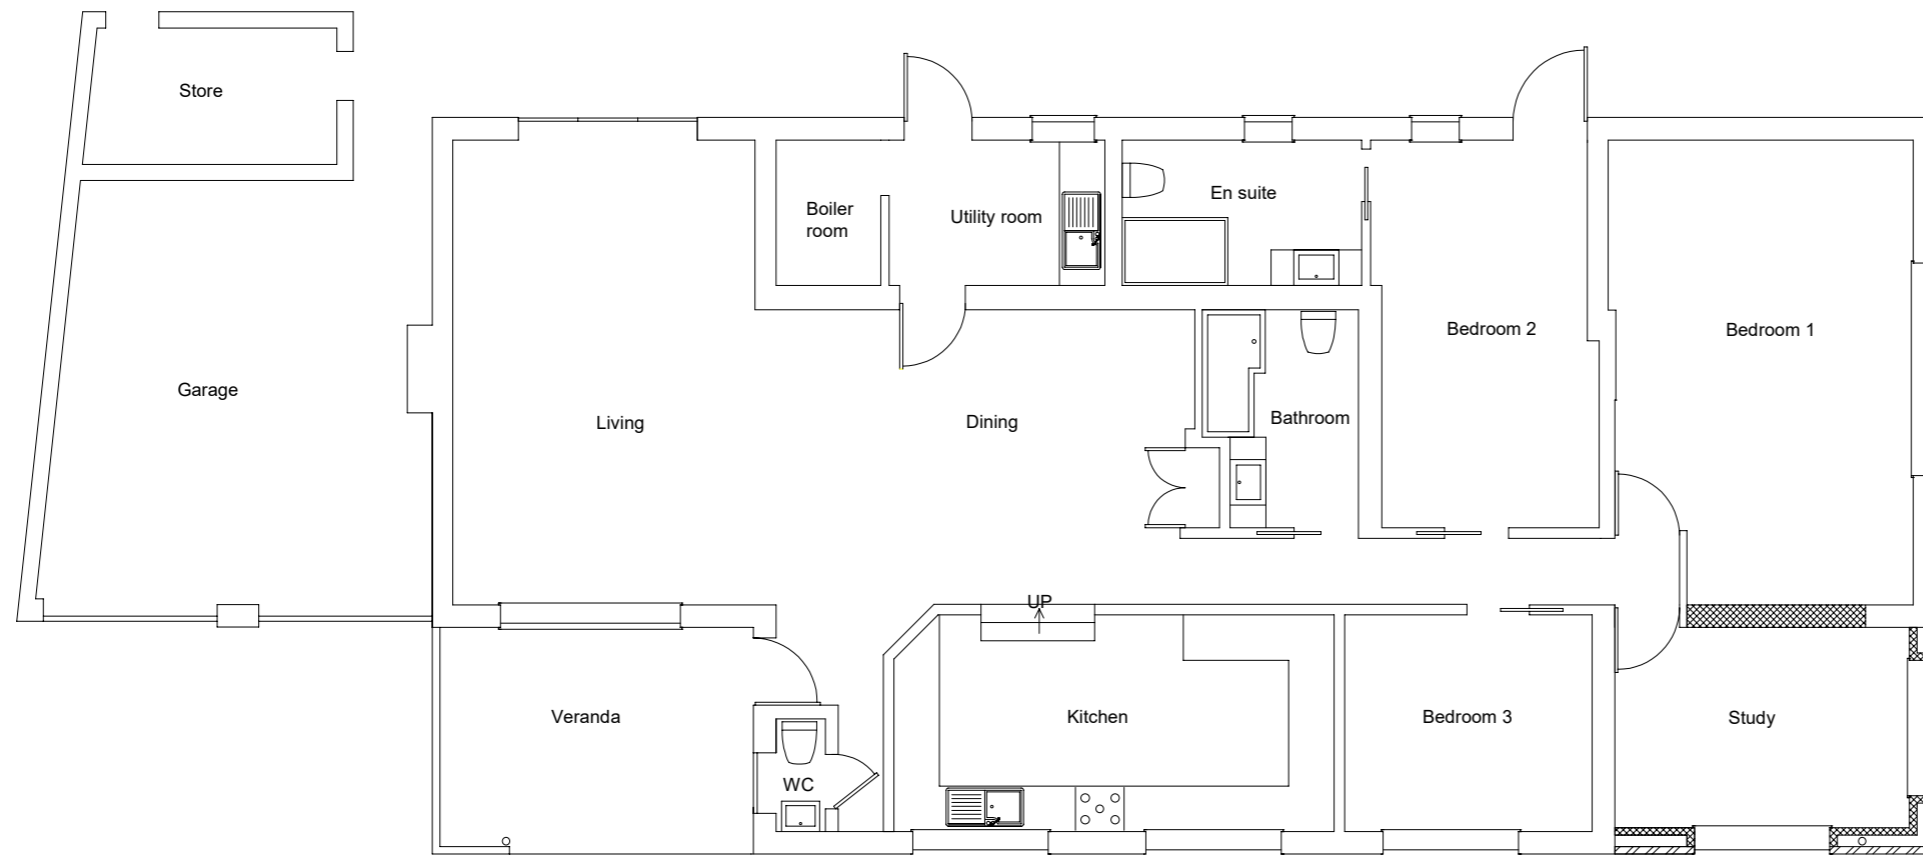 Store
Boiler
room
Utility room
En suite
Bedroom 2
Bedroom 1
Garage
Living
Dining
Bathroom
UP
Veranda
WC
Kitchen
Bedroom 3
Study